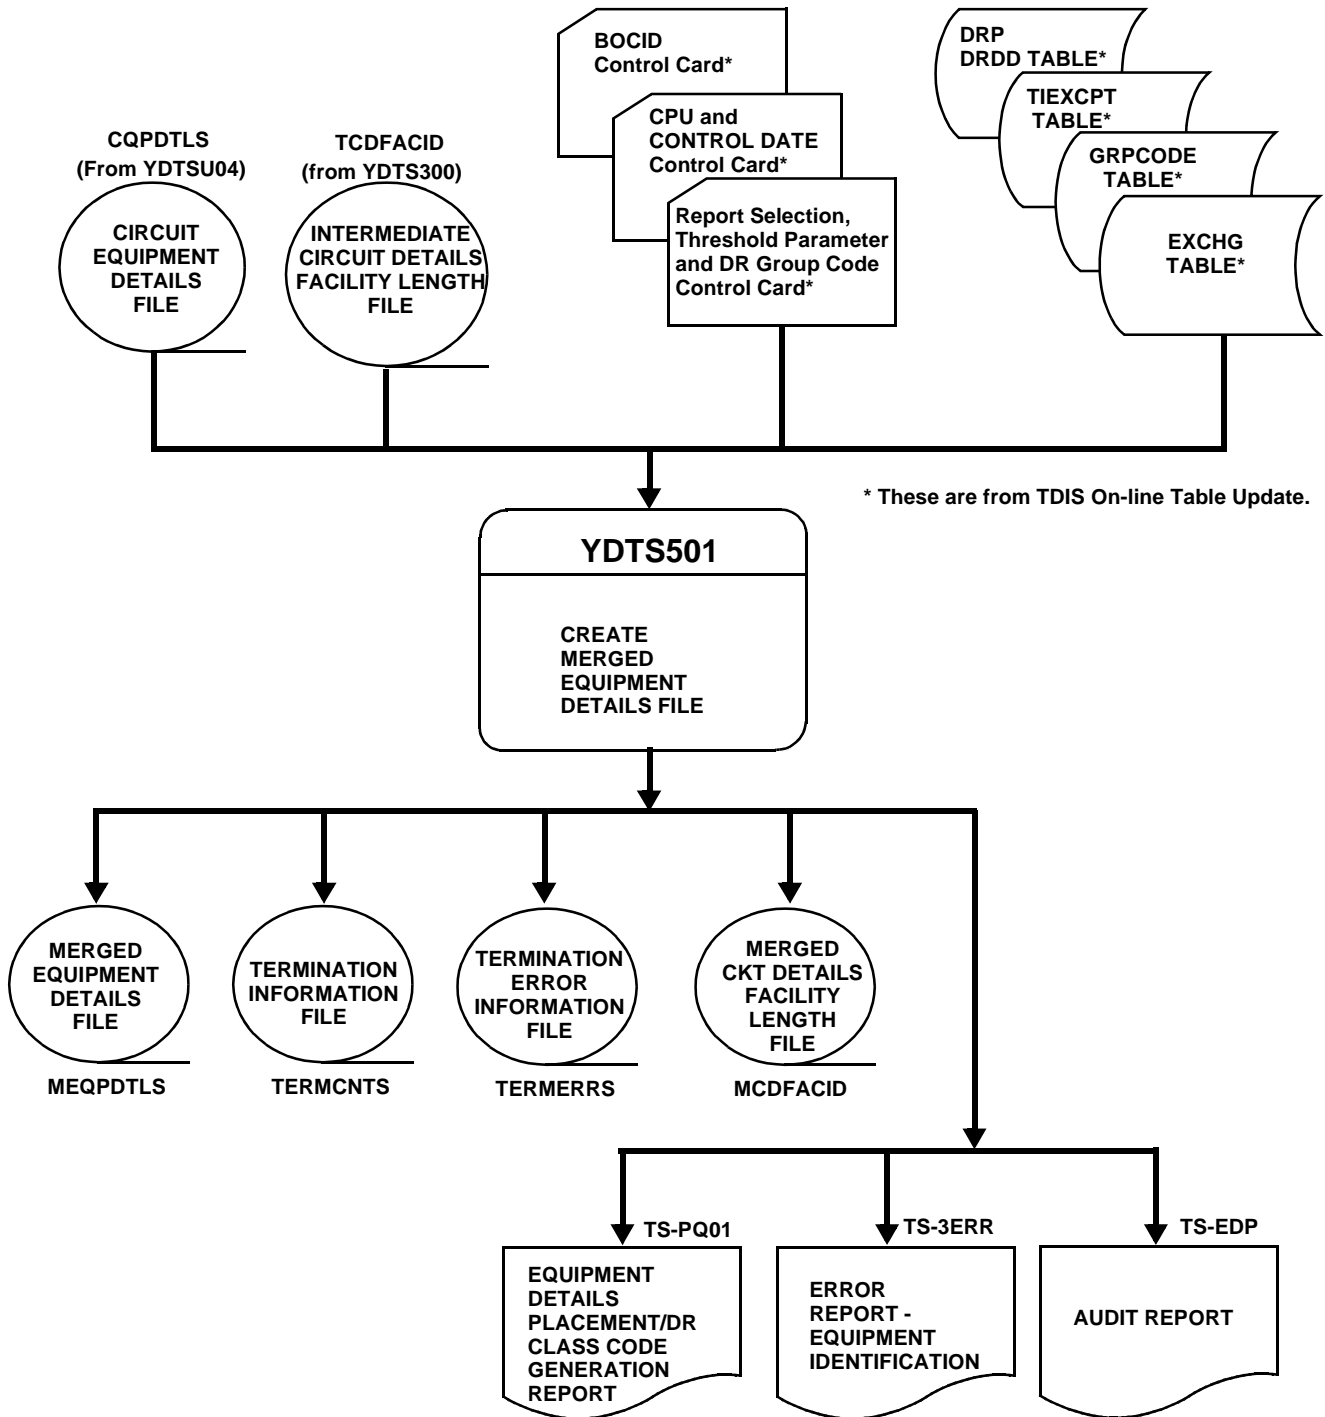 CQPDTLS
(From YDTSU04)
CIRCUIT
EQUIPMENT
DETAILS
FILE
TCDFACID
(from YDTS300)
INTERMEDIATE
CIRCUIT DETAILS
FACILITY LENGTH
FILE
BOCID
Control Card*
CPU and
CONTROL DATE
Control Card*
Report Selection,
Threshold Parameter
and DR Group Code
Control Card*
DRP
DRDD TABLE*
TIEXCPT
TABLE*
GRPCODE
TABLE*
EXCHG
TABLE*
* These are from TDIS On-line Table Update.
YDTS501
CREATE
MERGED
EQUIPMENT
DETAILS FILE
MERGED
EQUIPMENT
DETAILS
FILE
MEQPDTLS
TERMINATION
INFORMATION
FILE
TERMCNTS
TERMINATION
ERROR
INFORMATION
FILE
TERMERRS
MERGED
CKT DETAILS
FACILITY
LENGTH
FILE
MCDFACID
TS-PQ01
EQUIPMENT
DETAILS
PLACEMENT/DR
CLASS CODE
GENERATION
REPORT
TS-3ERR
ERROR
REPORT -
EQUIPMENT
IDENTIFICATION
TS-EDP
AUDIT REPORT